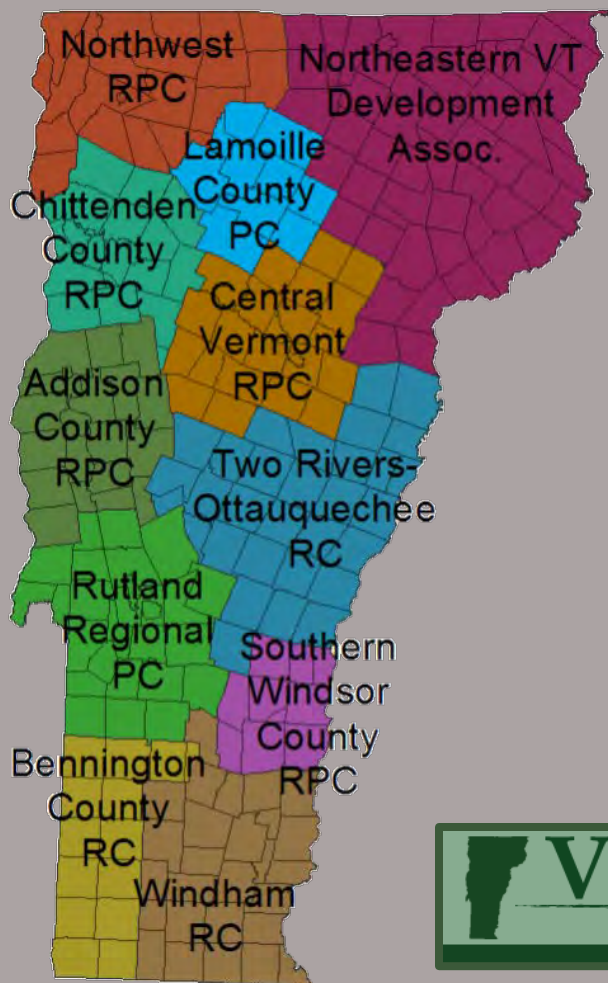 Northwest
RPC
Northeastern VT
Development
Assoc.
Lamoille
County
PC
Chittenden
County
RPC
Central
Vermont
RPC
Addison
County
RPC
Two Rivers-
Ottauquechee
RC
Rutland
Regional
PC
Southern
Windsor
County
RPC
Bennington
County
RC
Windham
RC
V